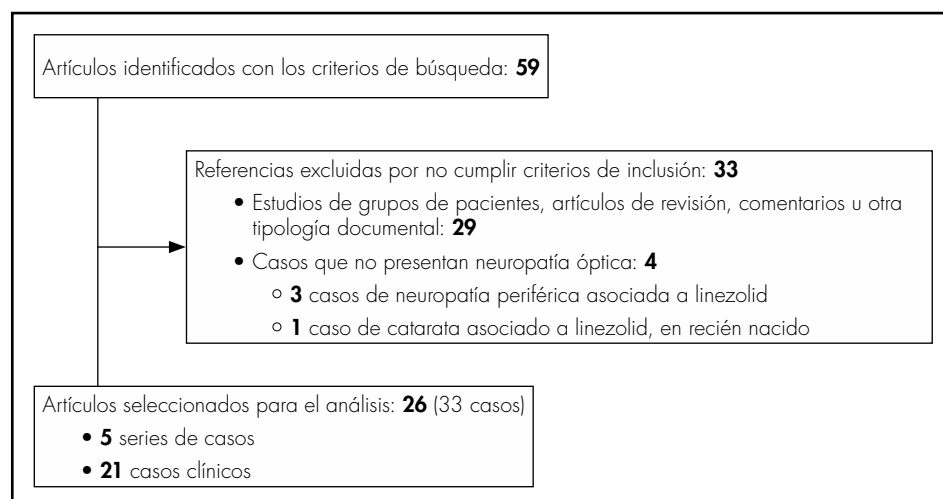 Artículos identificados con los criterios de búsqueda: 59
Referencias excluidas por no cumplir criterios de inclusión: 33
• Estudios de grupos de pacientes, artículos de revisión, comentarios u otra
tipología documental: 29
• Casos que no presentan neuropatía óptica: 4
○ 3 casos de neuropatía periférica asociada a linezolid
○ 1 caso de catarata asociado a linezolid, en recién nacido
Artículos seleccionados para el análisis: 26 (33 casos)
• 5 series de casos
• 21 casos clínicos